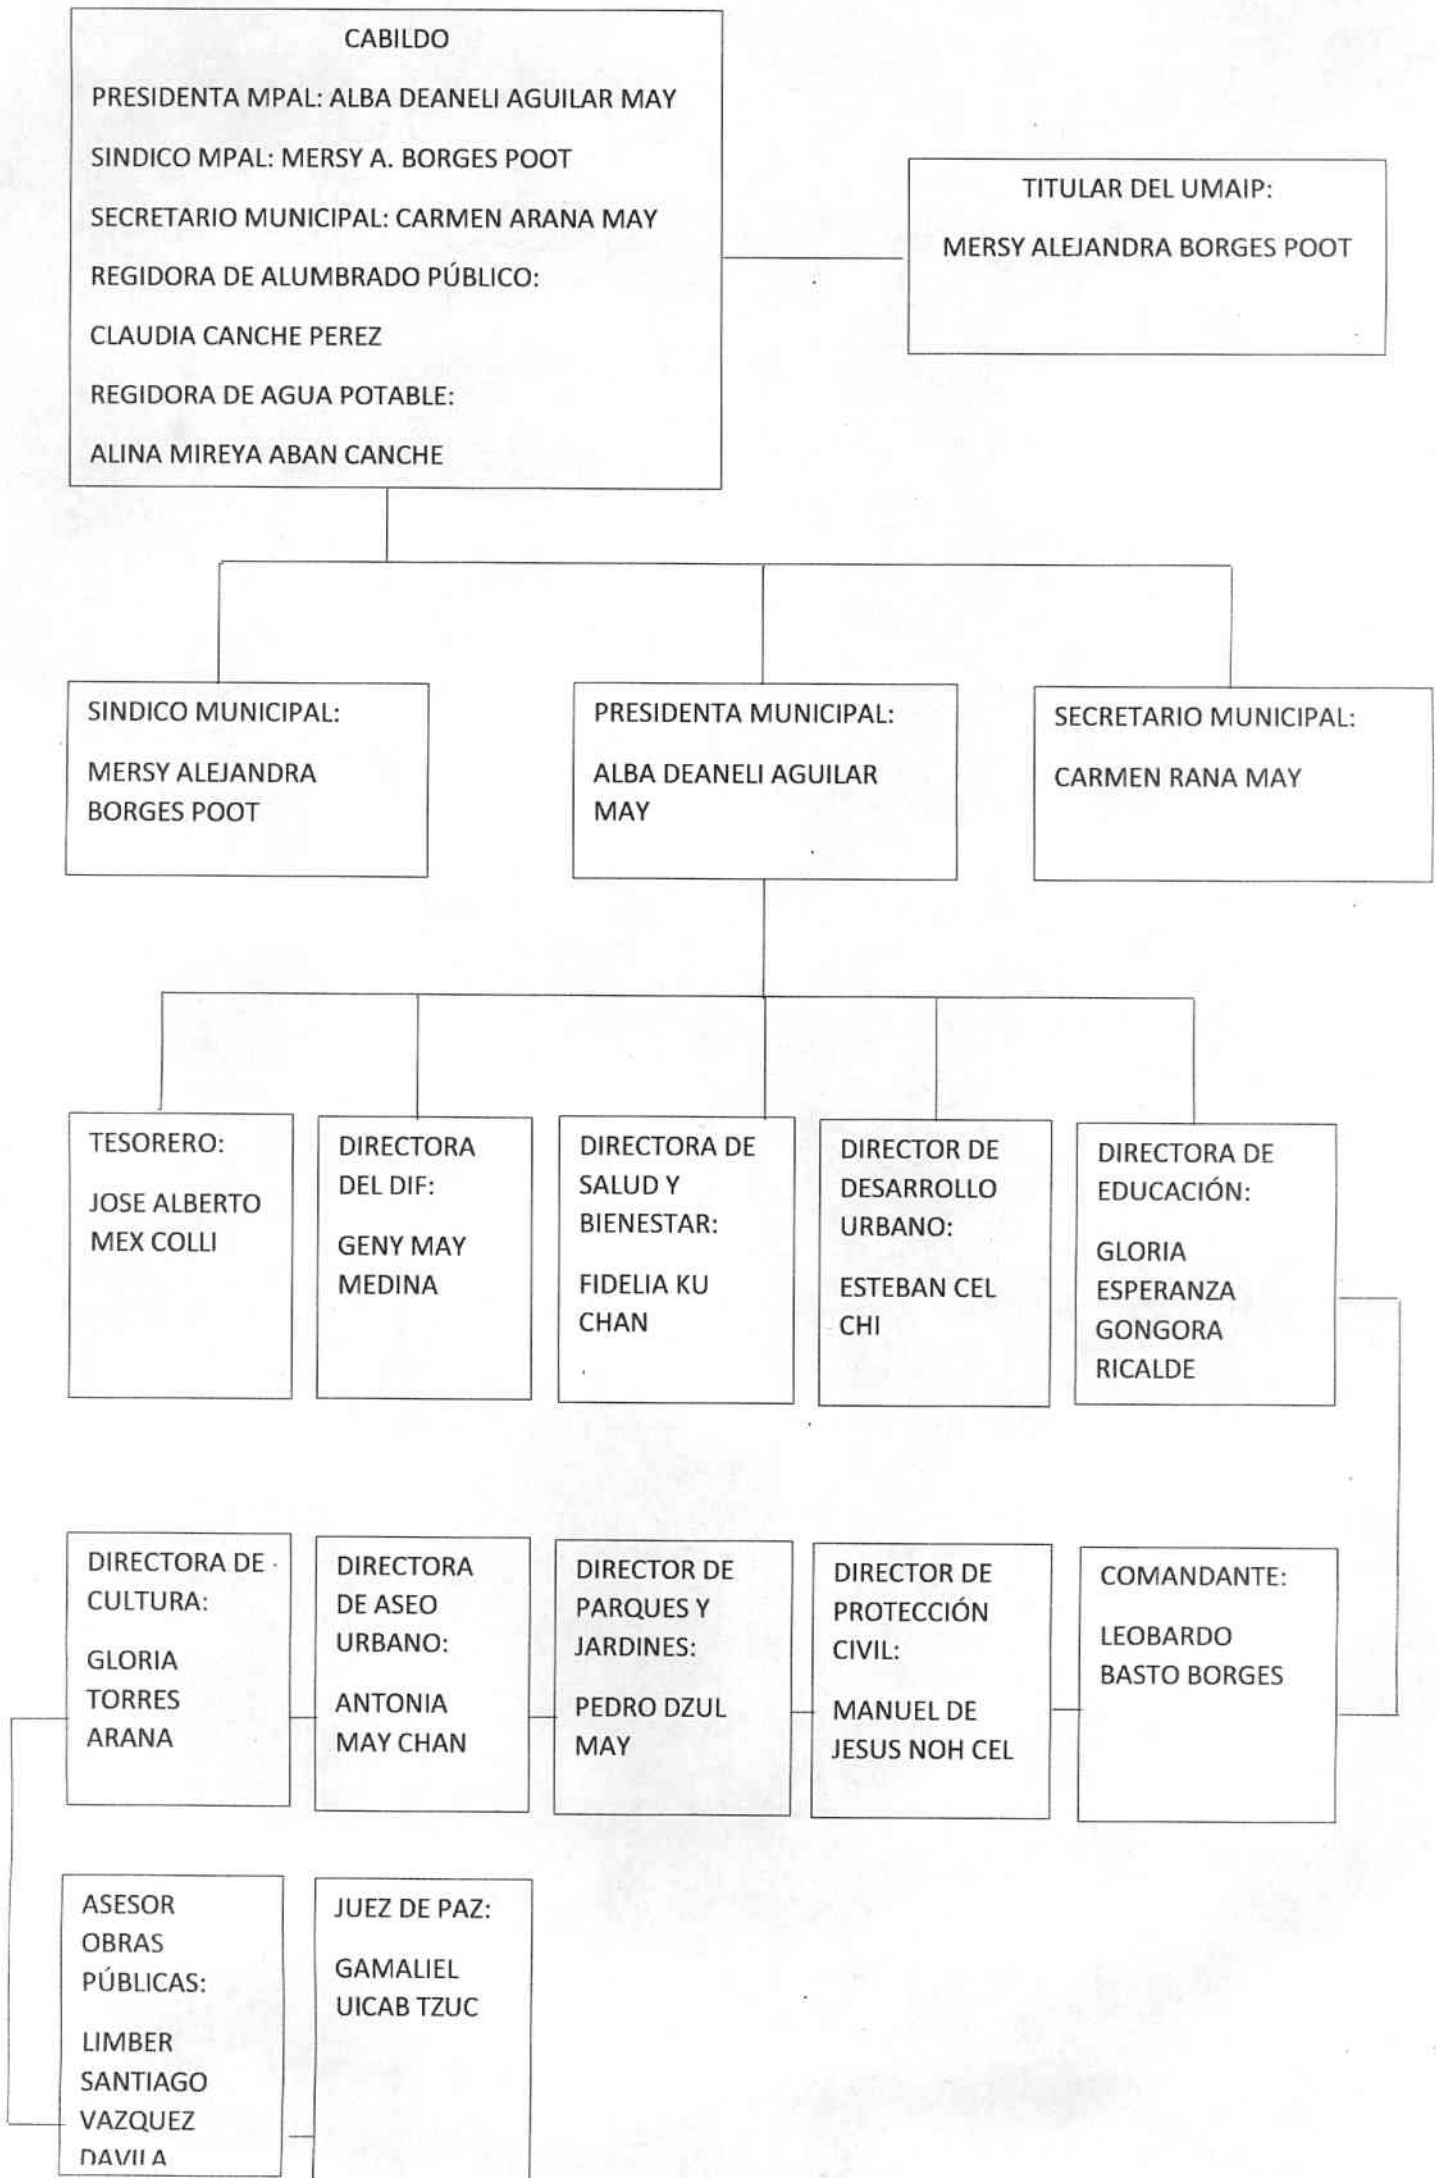 CABILDO
PRESIDENTA MPAL: ALBA DEANELI AGUILAR MAY
SINDICO MPAL: MERSY A. BORGES POOT
SECRETARIO MUNICIPAL: CARMEN ARANA MAY
REGIDORA DE ALUMBRADO PÚBLICO:
CLAUDIA CANCHE PEREZ
REGIDORA DE AGUA POTABLE:
ALINA MIREYA ABAN CANCHE
TITULAR DEL UMAIP:
MERSY ALEJANDRA BORGES POOT
SINDICO MUNICIPAL:
MERSY ALEJANDRA
BORGES POOT
PRESIDENTA MUNICIPAL:
ALBA DEANELI AGUILAR
MAY
SECRETARIO MUNICIPAL:
CARMEN RANA MAY
TESORERO:
JOSE ALBERTO
MEX COLLI
DIRECTORA
DEL DIF:
GENY MAY
MEDINA
DIRECTORA DE
SALUD Y
BIENESTAR:
FIDELIA KU
CHAN
DIRECTOR DE
DESARROLLO
URBANO:
ESTEBAN CEL
CHI
DIRECTORA DE
EDUCACIÓN:
GLORIA
ESPERANZA
GONGORA
RICALDE
DIRECTORA DE
CULTURA:
GLORIA
TORRES
ARANA
DIRECTORA
DE ASEO
URBANO:
ANTONIA
MAY CHAN
DIRECTOR DE
PARQUES Y
JARDINES:
PEDRO DZUL
MAY
DIRECTOR DE
PROTECCIÓN
CIVIL:
MANUEL DE
JESUS NOH CEL
COMANDANTE:
LEOBARDO
BASTO BORGES
ASESOR
OBRAS
PÚBLICAS:
LIMBER
SANTIAGO
VAZQUEZ
DAVILA
JUEZ DE PAZ:
GAMALIEL
UICAB TZUC